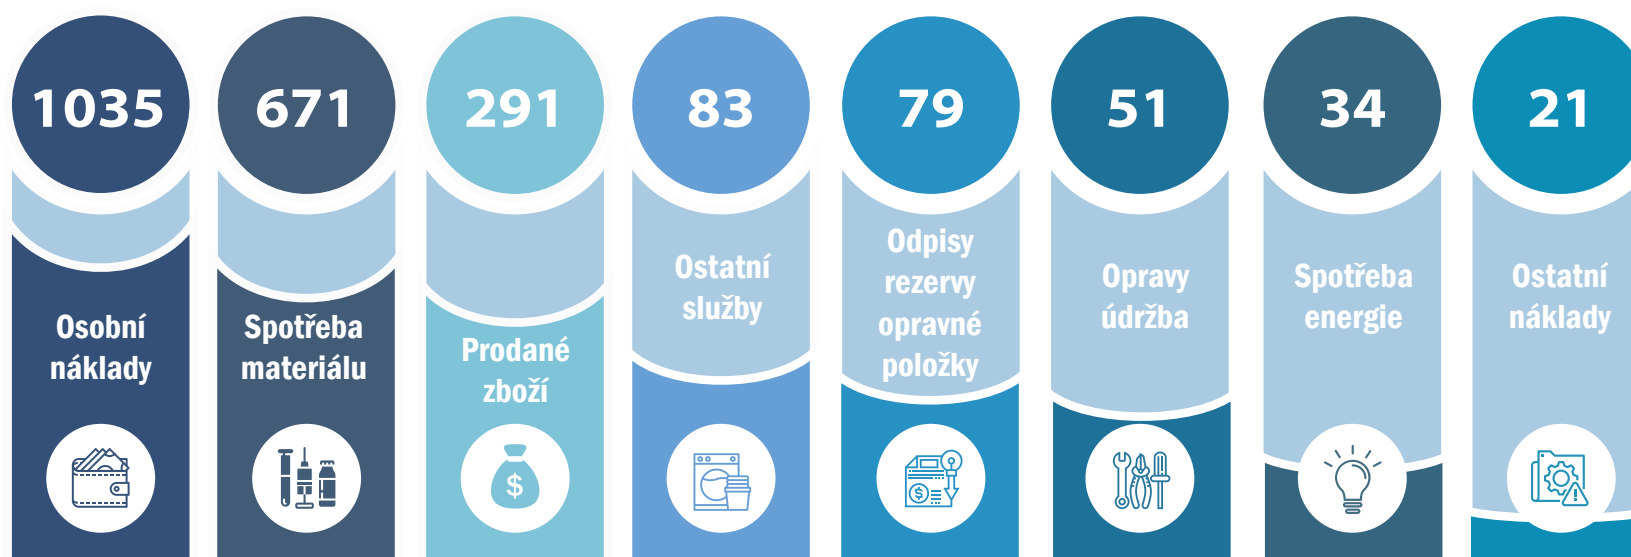 1035
Osobní
náklady
671
Spotřeba
materiálu
291
Prodané
zboží
$
83
Ostatní
služby
79
Odpisy
rezervy
opravné
položky
$
51
Opravy
údržba
34
Spotřeba
energie
21
Ostatní
náklady